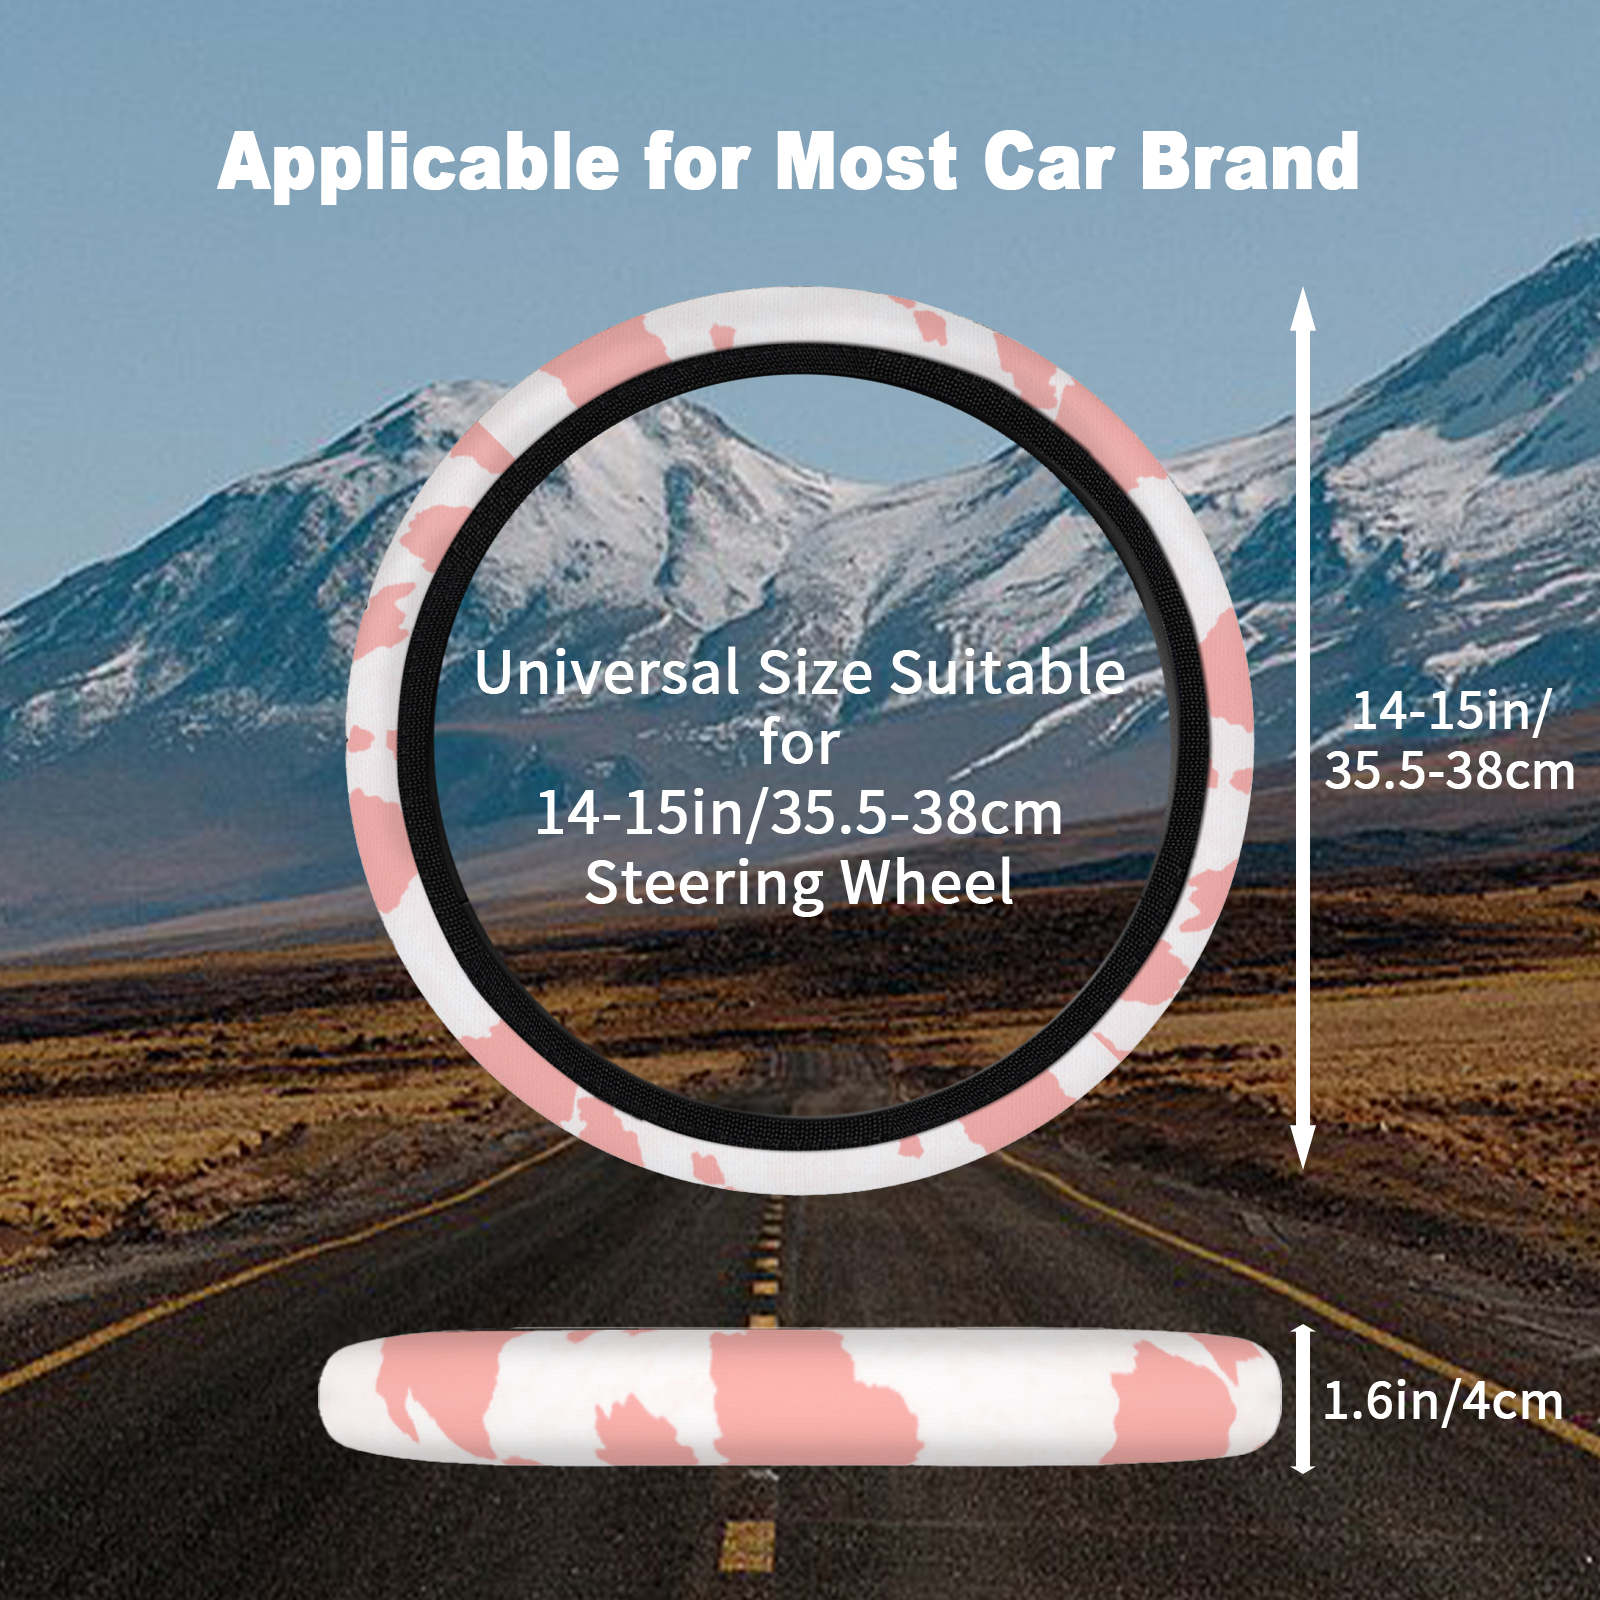 Applicable for Most Car Brand
Universal Size Suitable
for
14-15in/35.5-38cm
Steering Wheel
14-15in/
35.5-38cm
1.6in/4cm